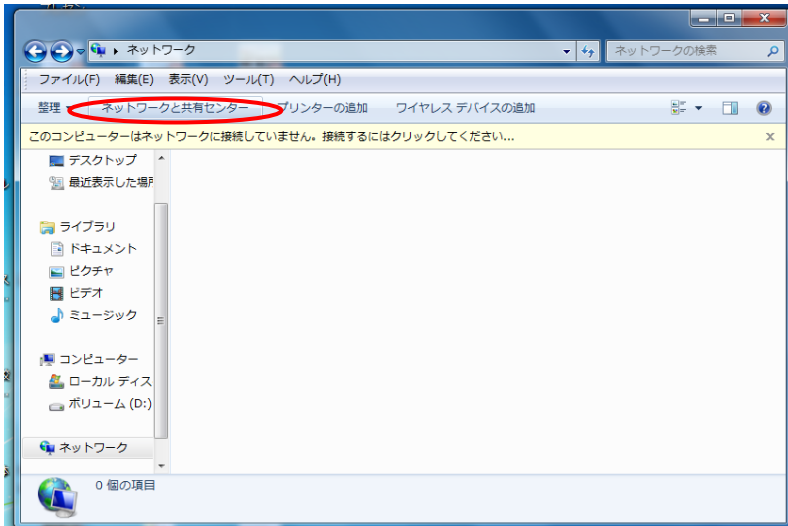 プレゼン
ネットワーク
ネットワークの検索
ファイル(F) 編集(E) 表示(V) ツール(T) ヘルプ(H)
整理 ネットワークと共有センター プリンターの追加 ワイヤレス デバイスの追加
このコンピューターはネットワークに接続していません。接続するにはクリックしてください...
デスクトップ
最近表示した場所
ライブラリ
ドキュメント
ピクチャ
ビデオ
ミュージック
コンピューター
ローカル ディス
ボリューム (D:)
ネットワーク
0 個の項目